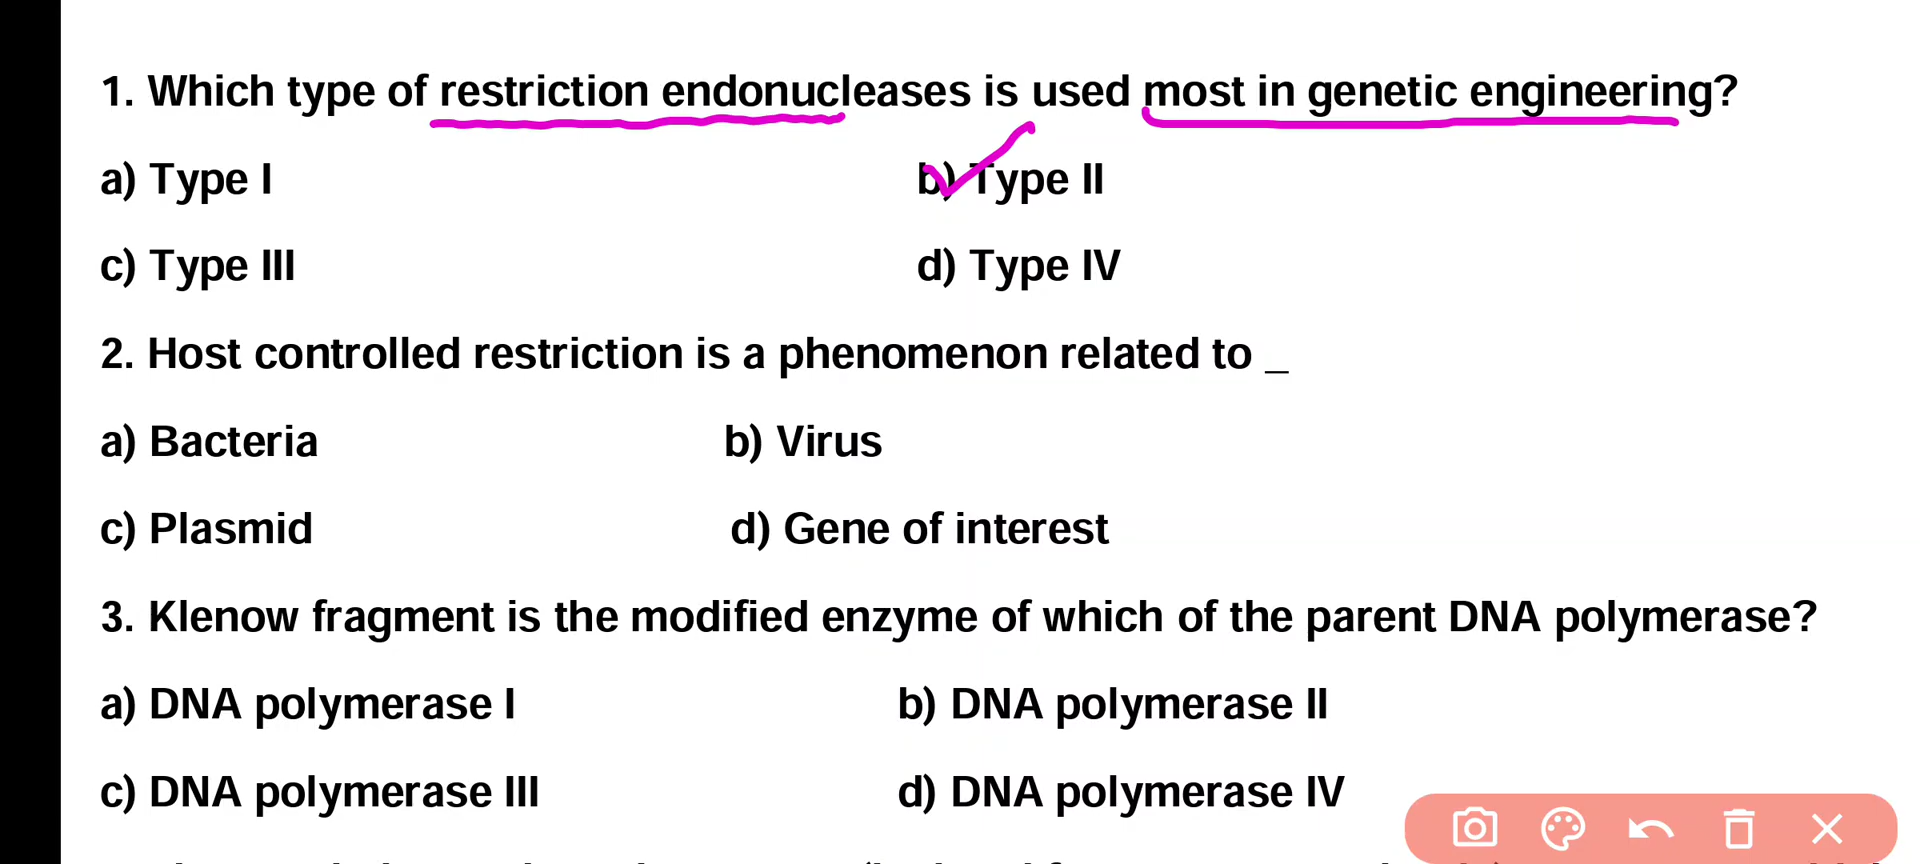 1. Which type of restriction endonucleases is used most in genetic engineering?
a) Type I b) Type II
c) Type III d) Type IV
2. Host controlled restriction is a phenomenon related to _
a) Bacteria b) Virus
c) Plasmid d) Gene of interest
3. Klenow fragment is the modified enzyme of which of the parent DNA polymerase?
a) DNA polymerase I b) DNA polymerase II
c) DNA polymerase III d) DNA polymerase IV